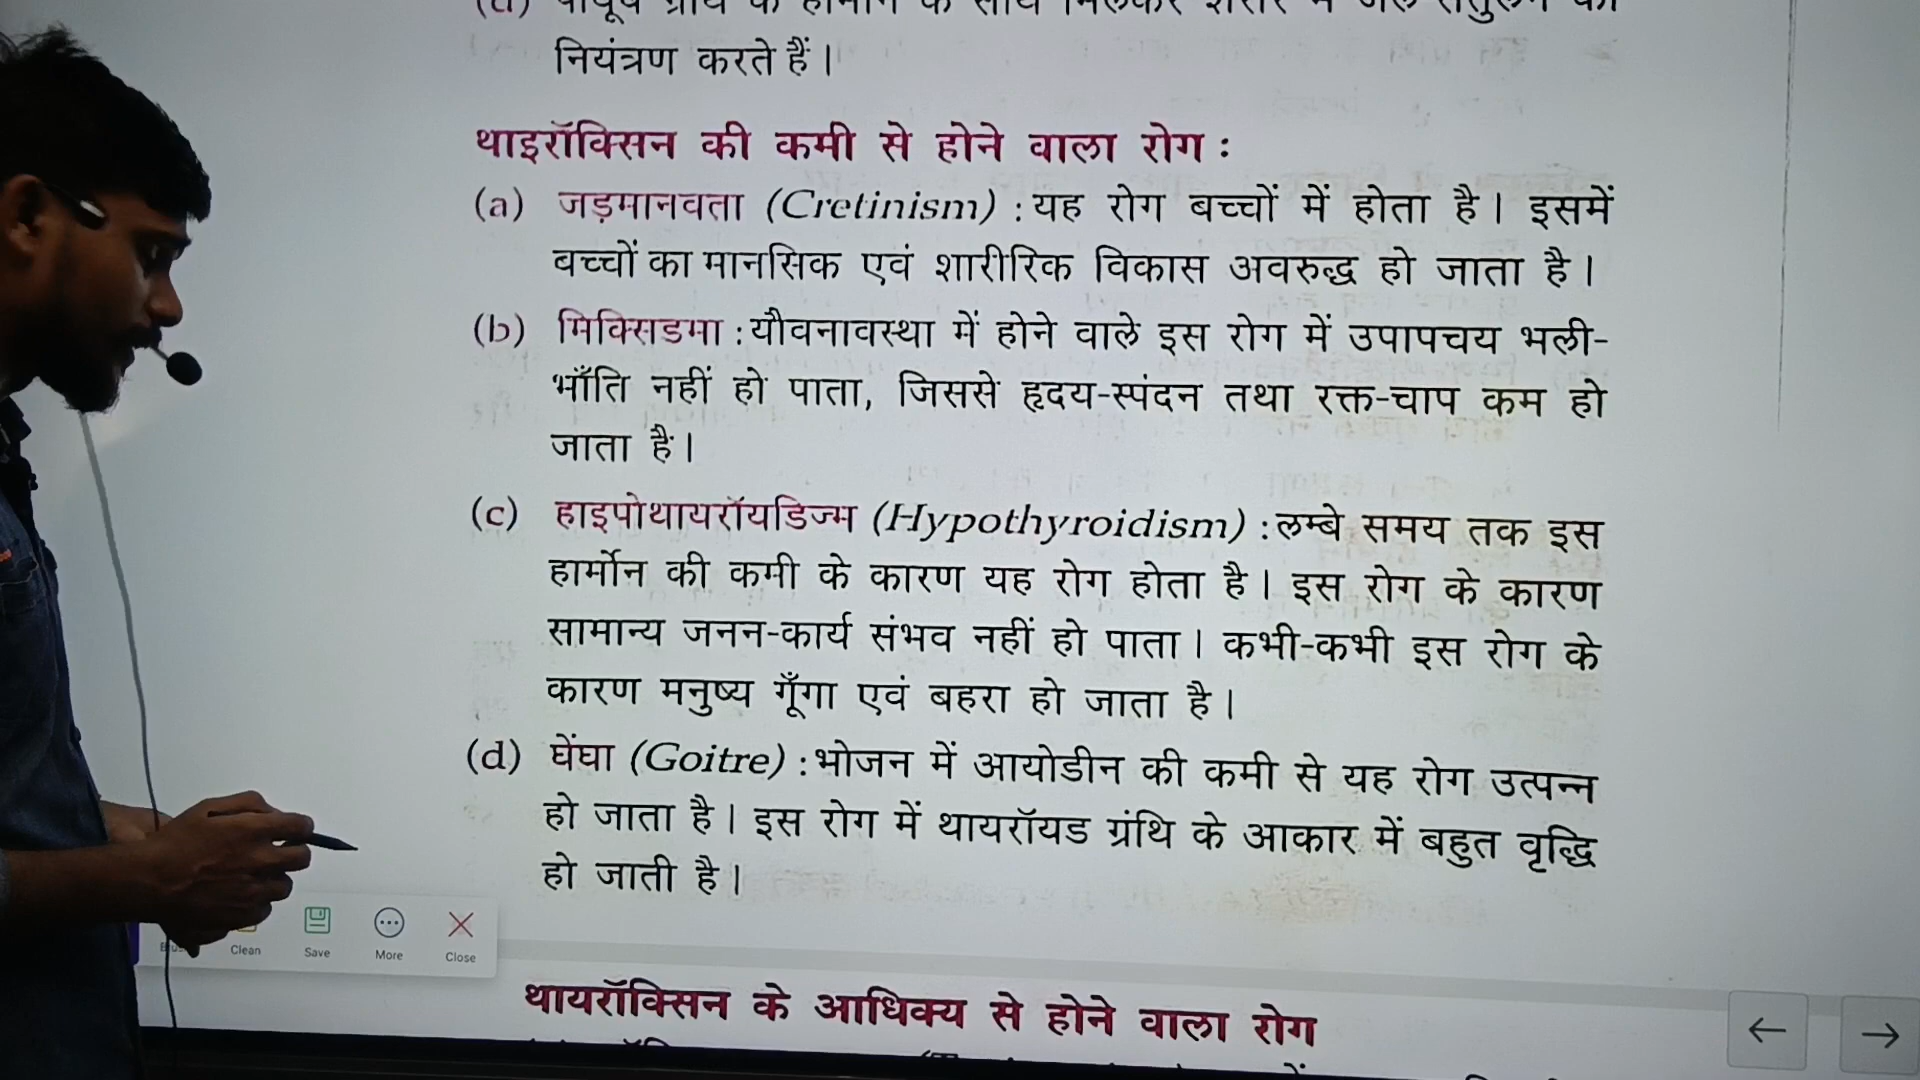 नियंत्रण करते हैं।
थाइरॉक्सिन की कमी से होने वाला रोग :
(a) जड़मानवता (Cretinism) : यह रोग बच्चों में होता है। इसमें
बच्चों का मानसिक एवं शारीरिक विकास अवरुद्ध हो जाता है।
(b) मिक्सिडमा : यौवनावस्था में होने वाले इस रोग में उपापचय भली-
भाँति नहीं हो पाता, जिससे हृदय-स्पंदन तथा रक्त-चाप कम हो
जाता है।
(c) हाइपोथायरॉयडिज्म (Hypothyroidism) : लम्बे समय तक इस
हार्मोन की कमी के कारण यह रोग होता है। इस रोग के कारण
सामान्य जनन-कार्य संभव नहीं हो पाता। कभी-कभी इस रोग के
कारण मनुष्य गूँगा एवं बहरा हो जाता है।
(d) घेंघा (Goitre) : भोजन में आयोडीन की कमी से यह रोग उत्पन्न
हो जाता है। इस रोग में थायरॉयड ग्रंथि के आकार में बहुत वृद्धि
हो जाती है।
Clean Save More Close
थायरॉक्सिन के आधिक्य से होने वाला रोग